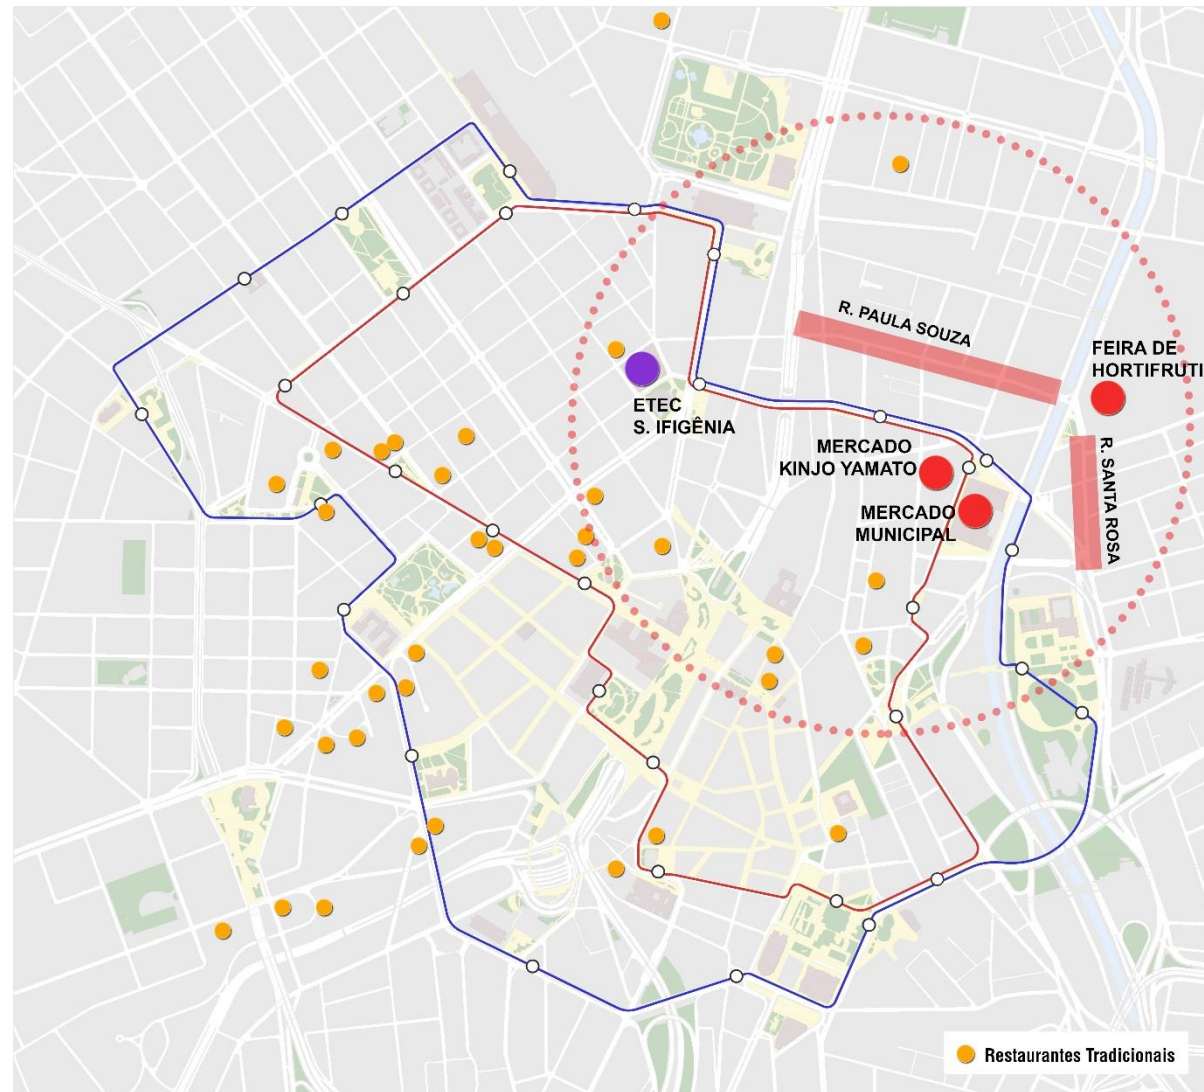 R. PAULA SOUZA
FEIRA DE
HORTIFRUTI
ETEC
S. IFIGÊNIA
MERCADO
KINJO YAMATO
MERCADO
MUNICIPAL
R. SANTA ROSA
Restaurantes Tradicionais